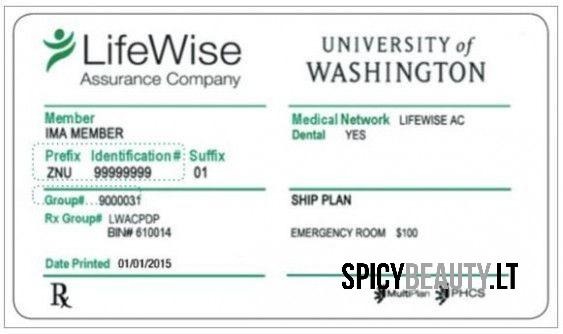 LifeWise
Assurance Company
UNIVERSITY of
WASHINGTON
Member
IMA MEMBER
Prefix Identification# Suffix
ZNU 99999999 01
Group# 9000031
Rx Group# LWACPDP
BIN# 610014
Date Printed 01/01/2015
Rx
Medical Network LIFEWISE AC
Dental YES
SHIP PLAN
EMERGENCY ROOM $100
SPICYBEAUTY.LT
MultiPlan PHCS